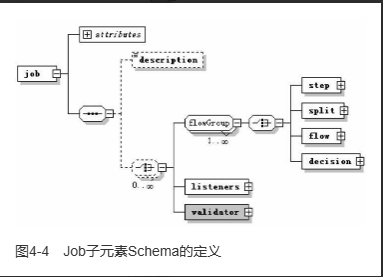 attributes
description
job
step
split
flowGroup
flow
1..∞
decision
0..∞
listeners
validator
图4-4 Job子元素Schema的定义